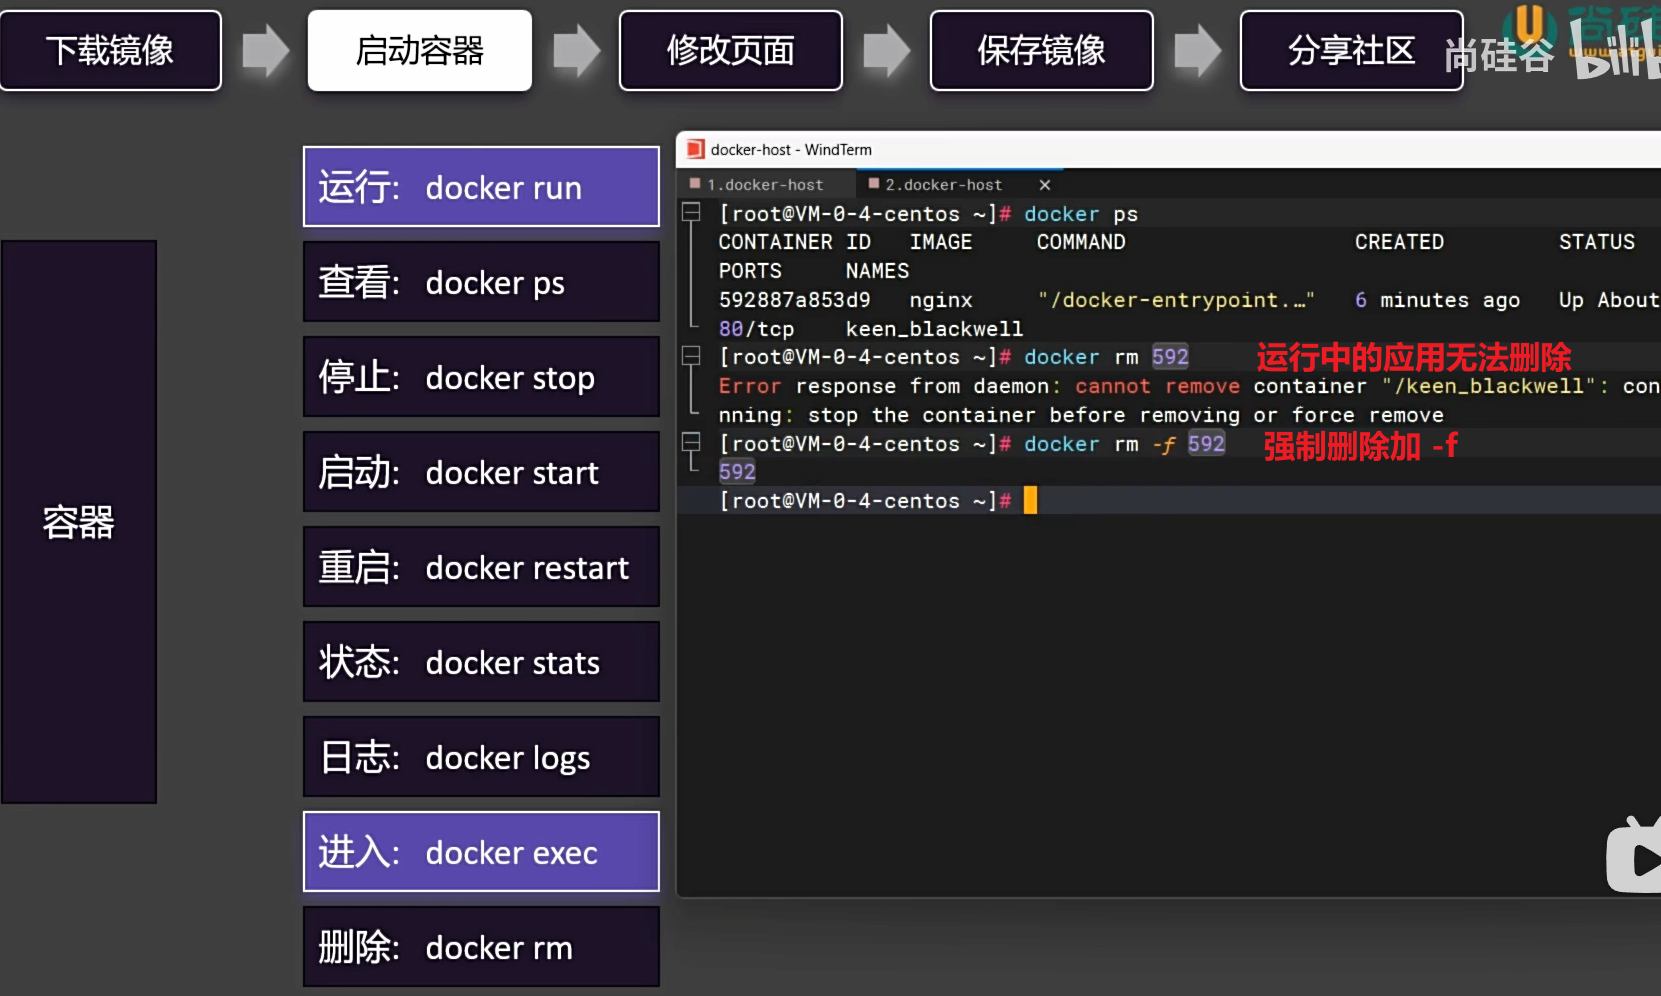 下载镜像
启动容器
修改页面
保存镜像
分享社区
尚硅谷
容器
运行: docker run
查看: docker ps
停止: docker stop
启动: docker start
重启: docker restart
状态: docker stats
日志: docker logs
进入: docker exec
删除: docker rm
docker-host - WindTerm
1.docker-host
2.docker-host ×
[root@VM-0-4-centos ~]# docker ps
CONTAINER ID IMAGE COMMAND CREATED STATUS
PORTS NAMES
592887a853d9 nginx "/docker-entrypoint.…" 6 minutes ago Up About
80/tcp keen_blackwell
[root@VM-0-4-centos ~]# docker rm 592 运行中的应用无法删除
Error response from daemon: cannot remove container "/keen_blackwell": con
nning: stop the container before removing or force remove
[root@VM-0-4-centos ~]# docker rm -f 592 强制删除加 -f
592
[root@VM-0-4-centos ~]#